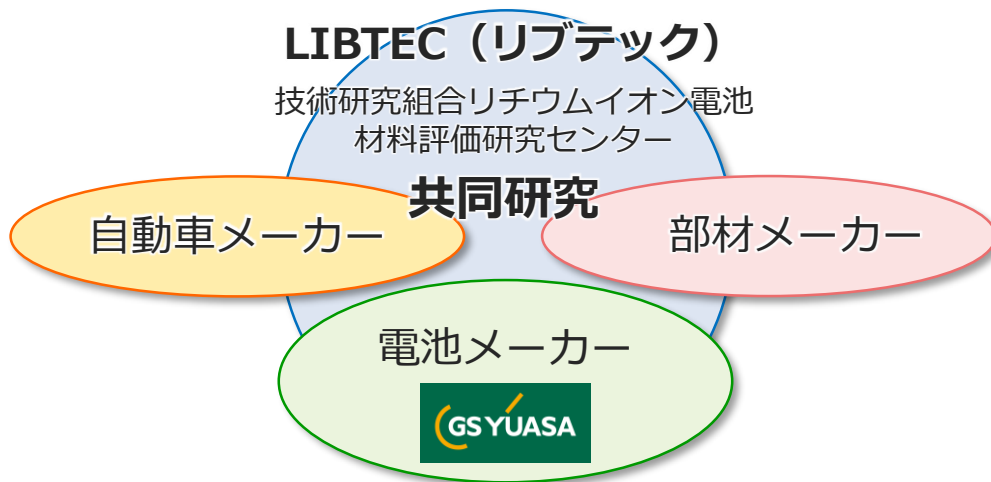 LIBTEC（リブテック）
技術研究組合リチウムイオン電池
材料評価研究センター
共同研究
自動車メーカー
部材メーカー
電池メーカー
GS YUASA